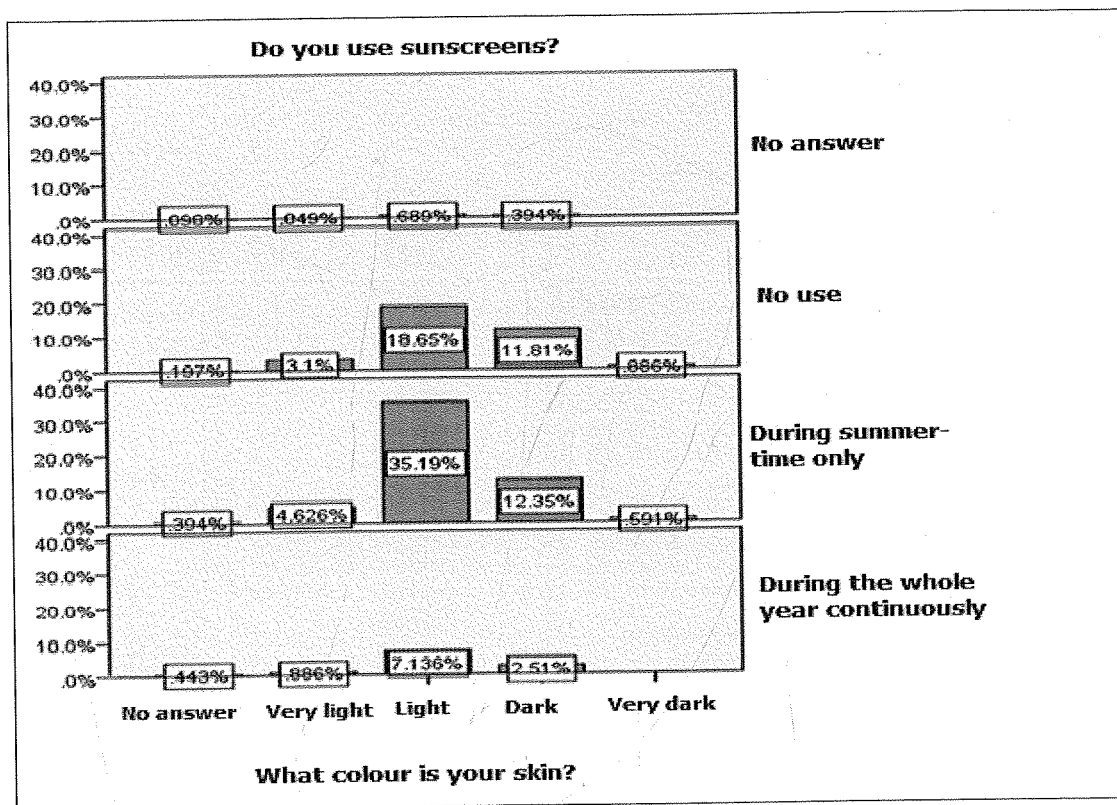 Do you use sunscreens?
40.0%
30.0%
20.0%
10.0%
.0%
.098%
.049%
.689%
.394%
No answer
40.0%
30.0%
20.0%
10.0%
.0%
.197%
3.1%
18.65%
11.81%
.886%
No use
40.0%
30.0%
20.0%
10.0%
.0%
.394%
4.626%
35.19%
12.35%
.591%
During summer-
time only
40.0%
30.0%
20.0%
10.0%
.0%
.443%
.886%
7.136%
2.51%
During the whole
year continuously
No answer
Very light
Light
Dark
Very dark
What colour is your skin?